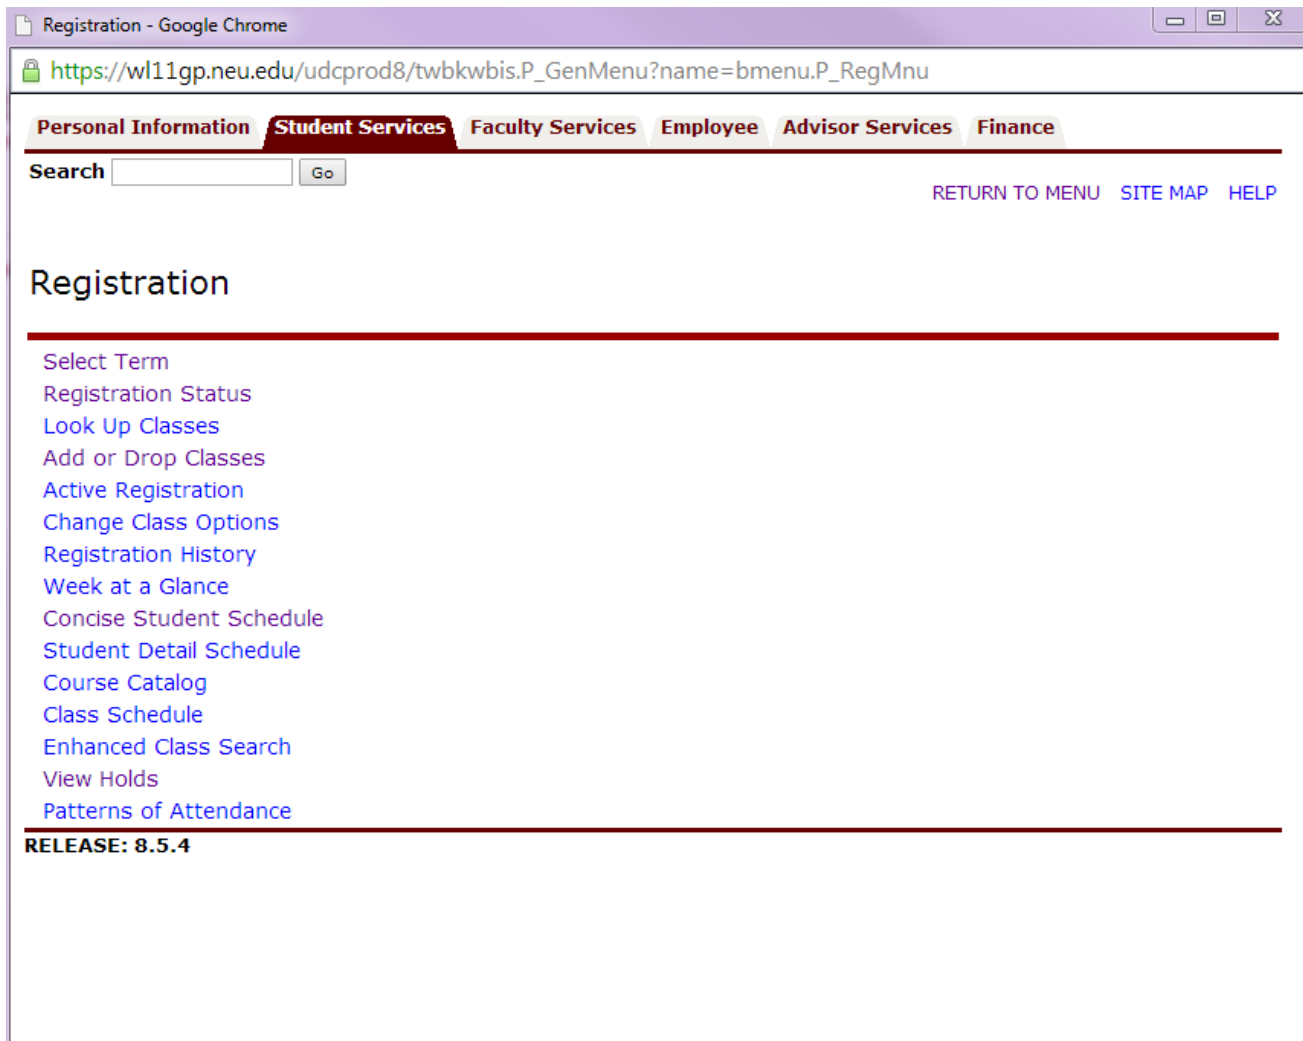 Registration - Google Chrome
https://wl11gp.neu.edu/udcprod8/twbkwbis.P_GenMenu?name=bmenu.P_RegMnu
Personal Information Student Services Faculty Services Employee Advisor Services Finance
Search Go
RETURN TO MENU SITE MAP HELP
Registration
Select Term
Registration Status
Look Up Classes
Add or Drop Classes
Active Registration
Change Class Options
Registration History
Week at a Glance
Concise Student Schedule
Student Detail Schedule
Course Catalog
Class Schedule
Enhanced Class Search
View Holds
Patterns of Attendance
RELEASE: 8.5.4